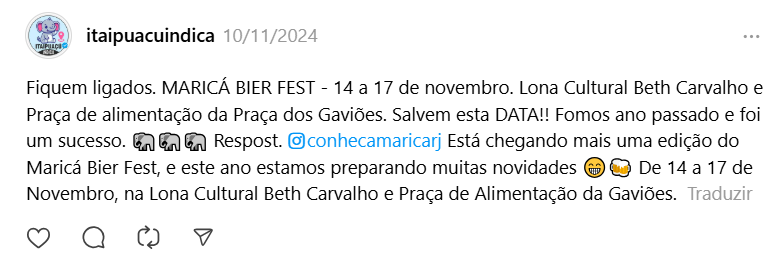 itaipuacuindica 10/11/2024
Fiquem ligados. MARICÁ BIER FEST - 14 a 17 de novembro. Lona Cultural Beth Carvalho e
Praça de alimentação da Praça dos Gaviões. Salvem esta DATA!! Fomos ano passado e foi
um sucesso. 🐘🐘🐘 Respost. conhecamaricarj Está chegando mais uma edição do
Maricá Bier Fest, e este ano estamos preparando muitas novidades 😁🍻 De 14 a 17 de
Novembro, na Lona Cultural Beth Carvalho e Praça de Alimentação da Gaviões. Traduzir